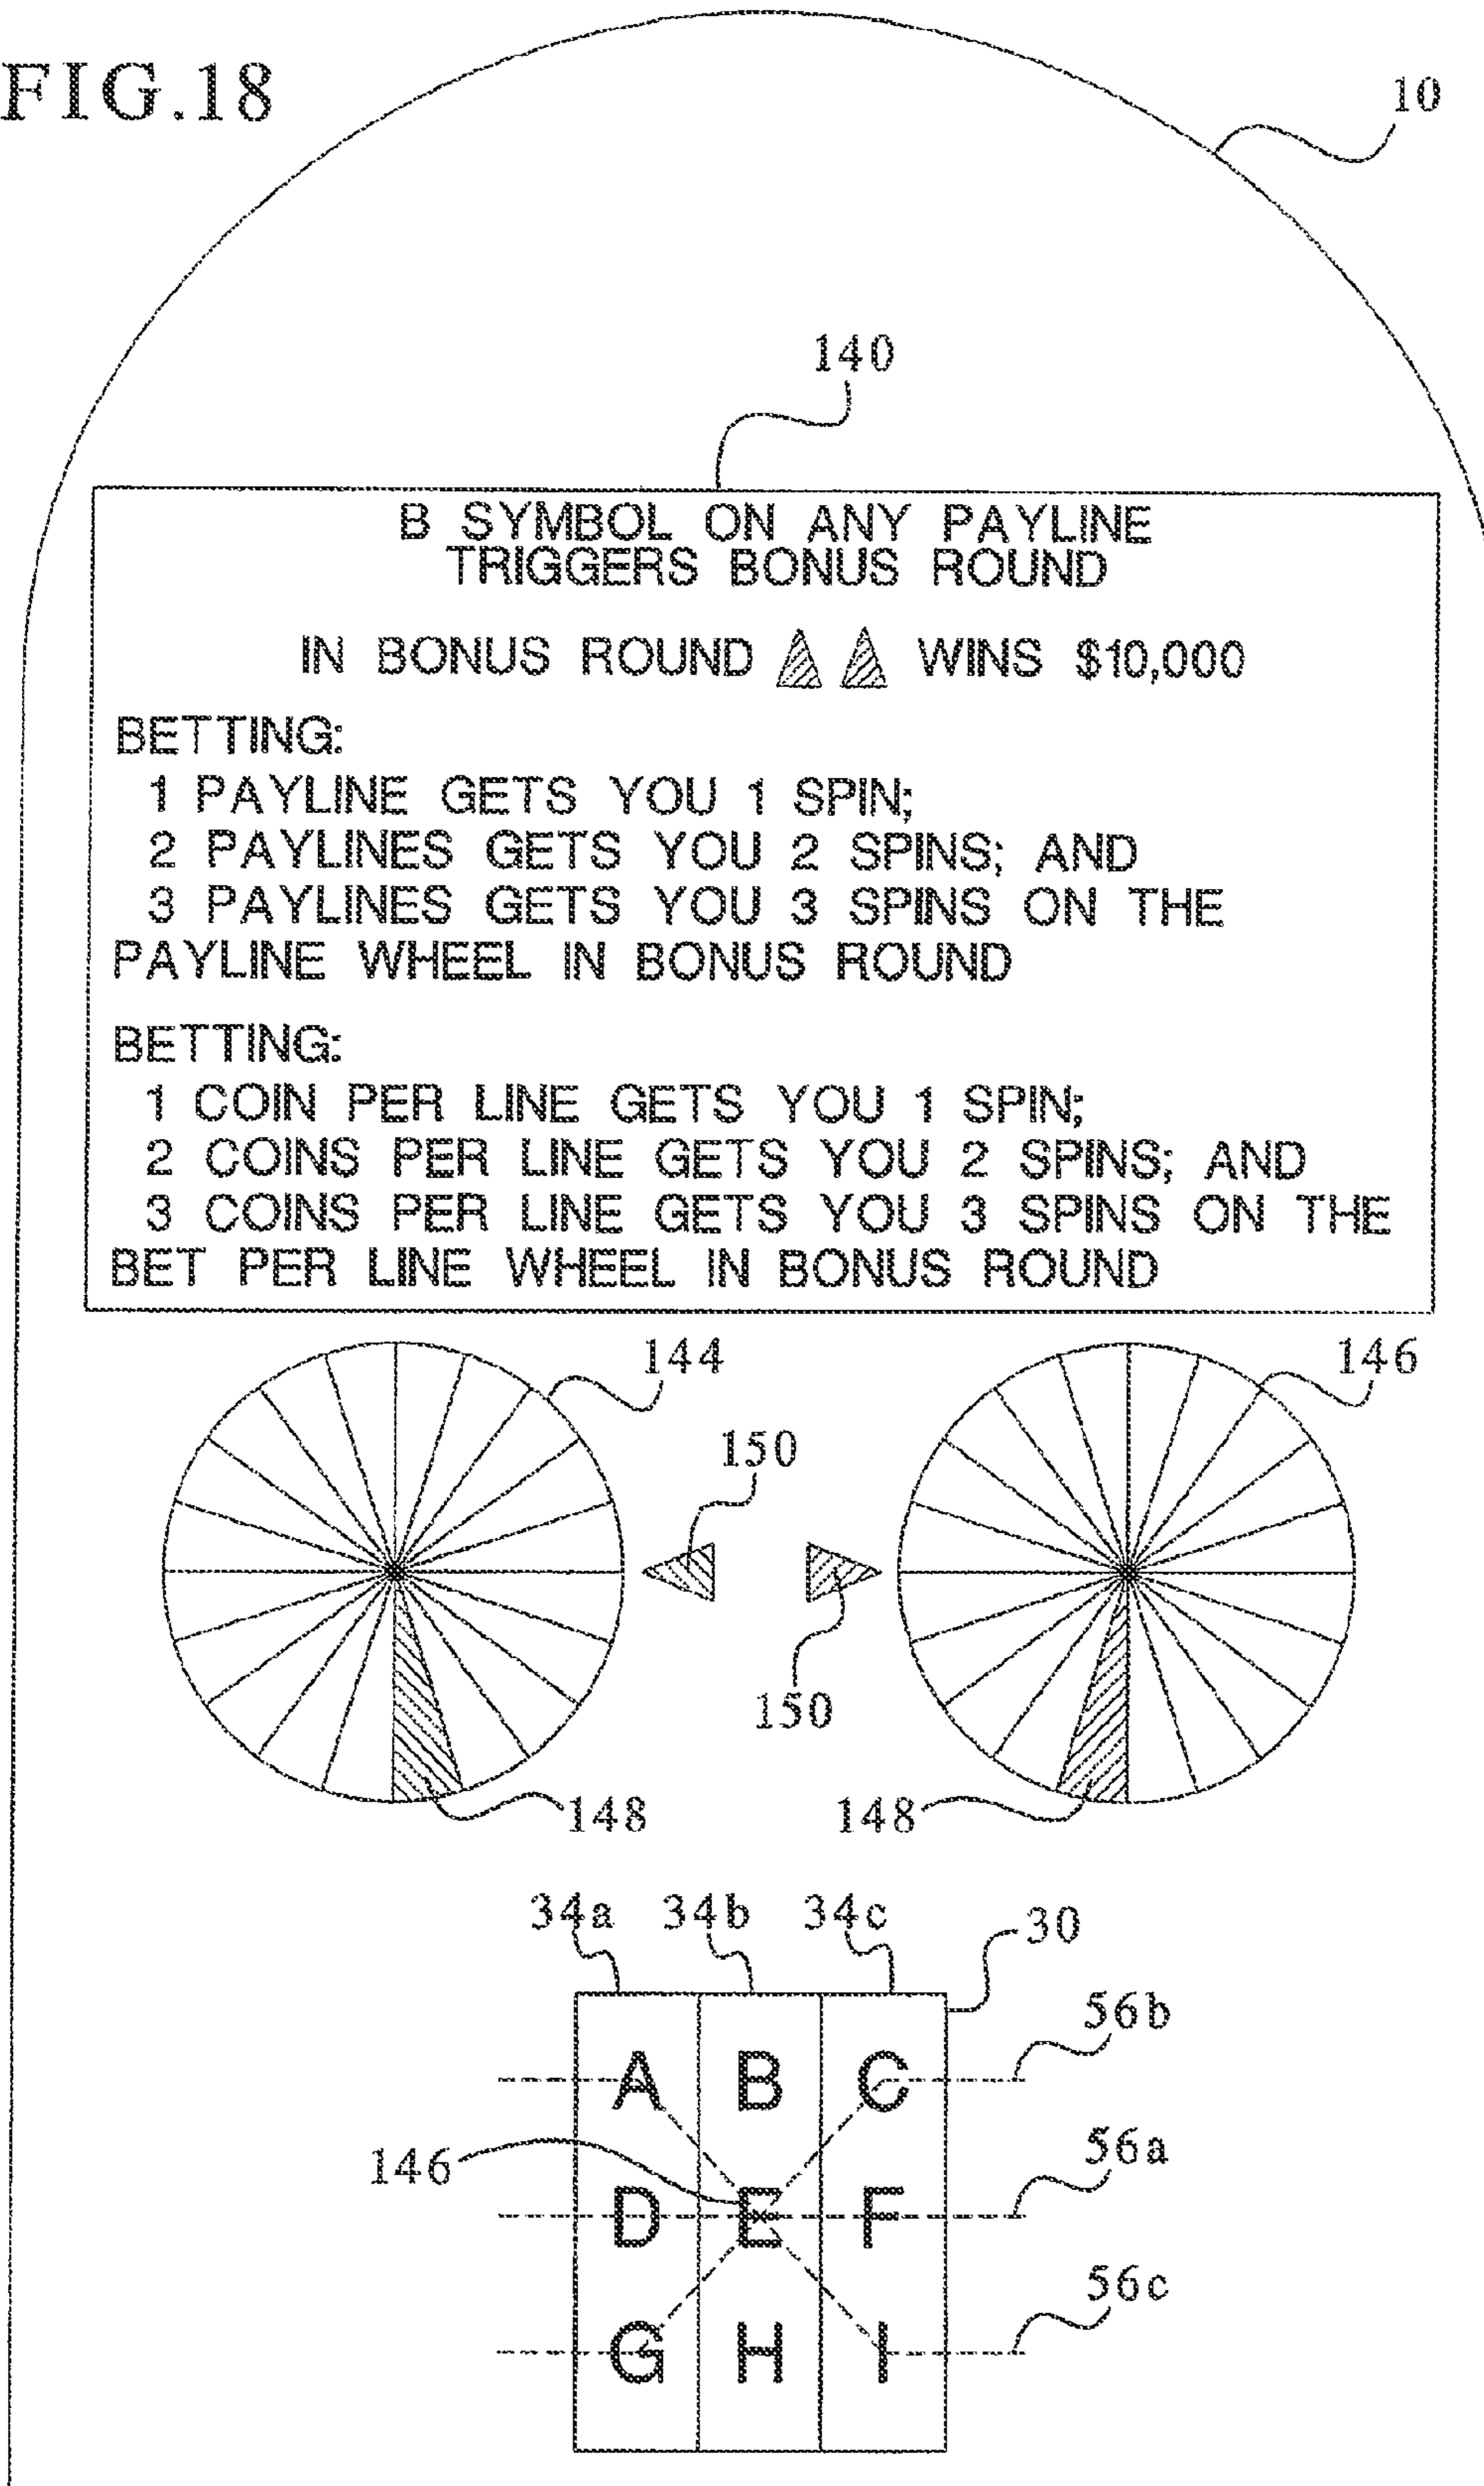 FIG.18
10
140
B SYMBOL ON ANY PAYLINE
TRIGGERS BONUS ROUND
IN BONUS ROUND WINS $10,000
BETTING:
1 PAYLINE GETS YOU 1 SPIN;
2 PAYLINES GETS YOU 2 SPINS; AND
3 PAYLINES GETS YOU 3 SPINS ON THE
PAYLINE WHEEL IN BONUS ROUND
BETTING:
1 COIN PER LINE GETS YOU 1 SPIN;
2 COINS PER LINE GETS YOU 2 SPINS; AND
3 COINS PER LINE GETS YOU 3 SPINS ON THE
BET PER LINE WHEEL IN BONUS ROUND
144
146
150
150
148
148
34a 34b 34c 30
56b
A B C
56a
146
D E F
56c
G H I